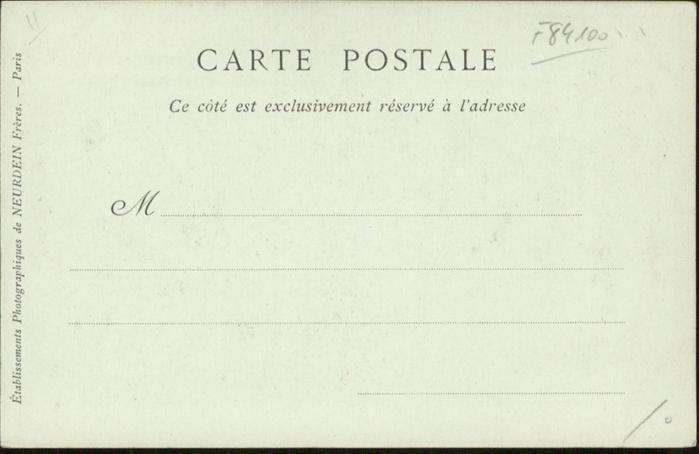 F84100
CARTE POSTALE
Ce côté est exclusivement réservé à l'adresse
M
Établissements Photographiques de NEURDEIN Frères. — Paris